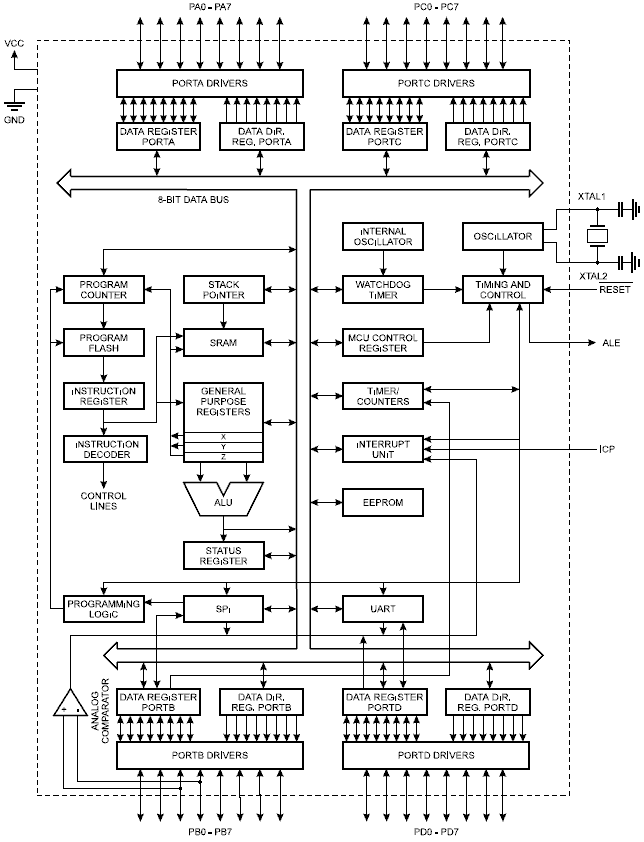 PA0 - PA7
PC0 - PC7
VCC
GND
PORTA DRIVERS
PORTC DRIVERS
DATA REGISTER
PORTA
DATA DIR.
REG. PORTA
DATA REGISTER
PORTC
DATA DIR.
REG. PORTC
8-BIT DATA BUS
XTAL1
INTERNAL
OSCILLATOR
OSCILLATOR
XTAL2
PROGRAM
COUNTER
STACK
POINTER
WATCHDOG
TIMER
TIMING AND
CONTROL
RESET
PROGRAM
FLASH
SRAM
MCU CONTROL
REGISTER
ALE
INSTRUCTION
REGISTER
GENERAL
PURPOSE
REGISTERS
X
Y
Z
TIMER/
COUNTERS
INSTRUCTION
DECODER
INTERRUPT
UNIT
ICP
CONTROL
LINES
ALU
EEPROM
STATUS
REGISTER
PROGRAMMING
LOGIC
SPI
UART
ANALOG
COMPARATOR
+
-
DATA REGISTER
PORTB
DATA DIR.
REG. PORTB
DATA REGISTER
PORTD
DATA DIR.
REG. PORTD
PORTB DRIVERS
PORTD DRIVERS
PB0 - PB7
PD0 - PD7